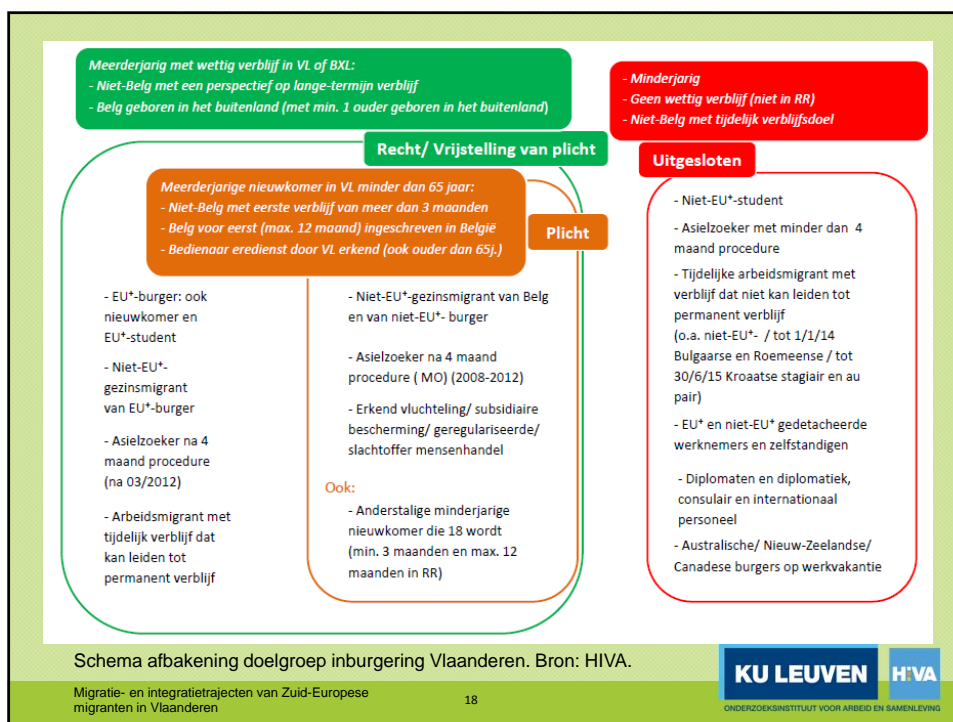 Meerderjarig met wettig verblijf in VL of BXL:
- Niet-Belg met een perspectief op lange-termijn verblijf
- Belg geboren in het buitenland (met min. 1 ouder geboren in het buitenland)
Recht/ Vrijstelling van plicht
Meerderjarige nieuwkomer in VL minder dan 65 jaar:
- Niet-Belg met eerste verblijf van meer dan 3 maanden
- Belg voor eerst (max. 12 maand) ingeschreven in België
- Bedienaar eredienst door VL erkend (ook ouder dan 65j.)
Plicht
- EU⁺-burger: ook
nieuwkomer en
EU⁺-student
- Niet-EU⁺-
gezinsmigrant
van EU⁺-burger
- Asielzoeker na 4
maand procedure
(na 03/2012)
- Arbeidsmigrant met
tijdelijk verblijf dat
kan leiden tot
permanent verblijf
- Niet-EU⁺-gezinsmigrant van Belg
en van niet-EU⁺- burger
- Asielzoeker na 4 maand
procedure ( MO) (2008-2012)
- Erkend vluchteling/ subsidiaire
bescherming/ geregulariseerde/
slachtoffer mensenhandel
Ook:
- Anderstalige minderjarige
nieuwkomer die 18 wordt
(min. 3 maanden en max. 12
maanden in RR)
- Minderjarig
- Geen wettig verblijf (niet in RR)
- Niet-Belg met tijdelijk verblijfsdoel
Uitgesloten
- Niet-EU⁺-student
- Asielzoeker met minder dan 4
maand procedure
- Tijdelijke arbeidsmigrant met
verblijf dat niet kan leiden tot
permanent verblijf
(o.a. niet-EU⁺- / tot 1/1/14
Bulgaarse en Roemeense / tot
30/6/15 Kroaatse stagiair en au
pair)
- EU⁺ en niet-EU⁺ gedetacheerde
werknemers en zelfstandigen
- Diplomaten en diplomatiek,
consulair en internationaal
personeel
- Australische/ Nieuw-Zeelandse/
Canadese burgers op werkvakantie
Schema afbakening doelgroep inburgering Vlaanderen. Bron: HIVA.
Migratie- en integratietrajecten van Zuid-Europese
migranten in Vlaanderen
18
KU LEUVEN
HIVA
ONDERZOEKSINSTITUUT VOOR ARBEID EN SAMENLEVING